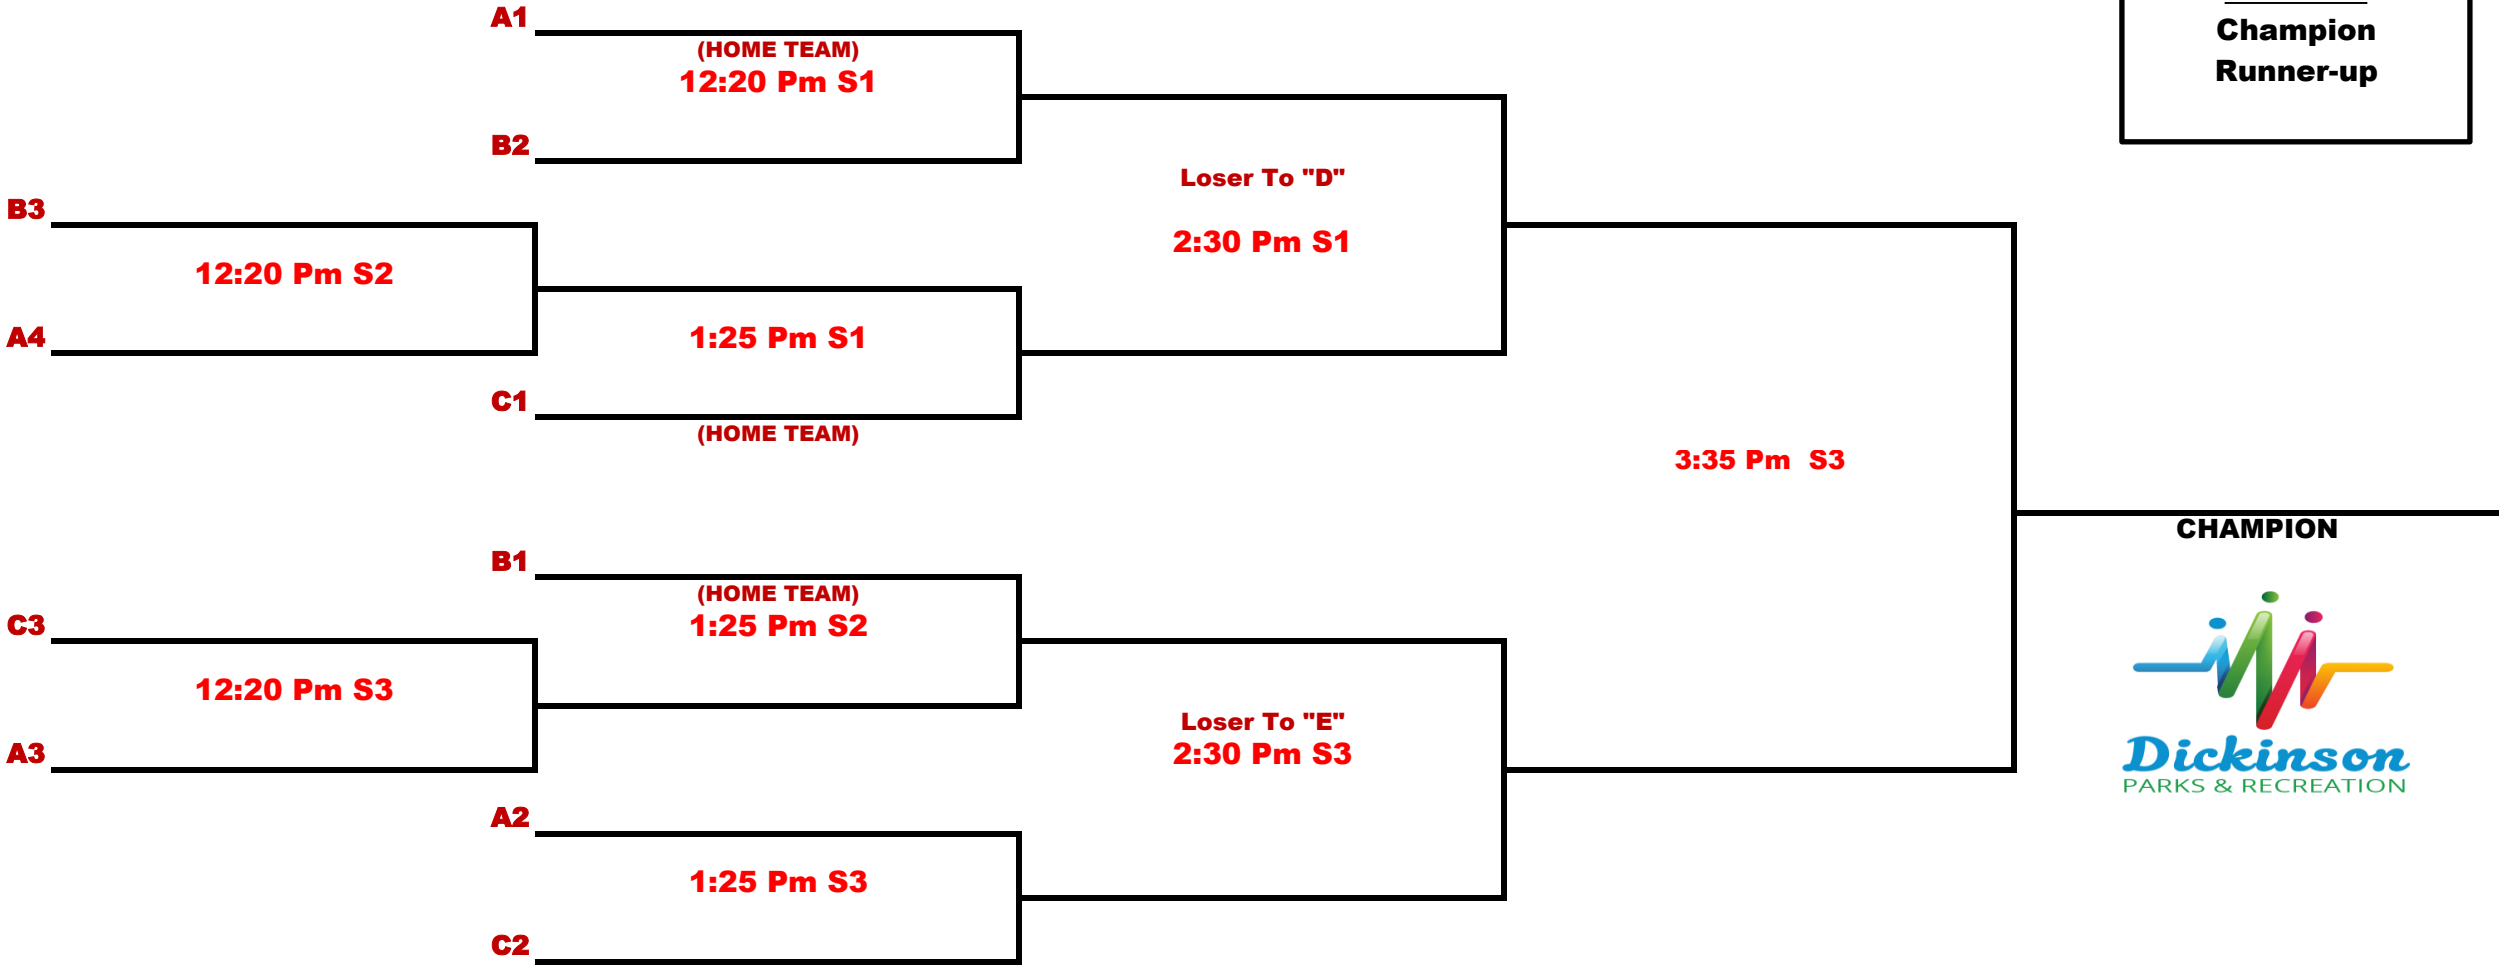 A1
(HOME TEAM)
12:20 Pm S1
B2
Champion
Runner-up
Loser To "D"
2:30 Pm S1
B3
12:20 Pm S2
A4
1:25 Pm S1
C1
(HOME TEAM)
3:35 Pm  S3
CHAMPION
B1
(HOME TEAM)
1:25 Pm S2
C3
12:20 Pm S3
A3
Loser To "E"
2:30 Pm S3
A2
1:25 Pm S3
C2
Dickinson
PARKS & RECREATION